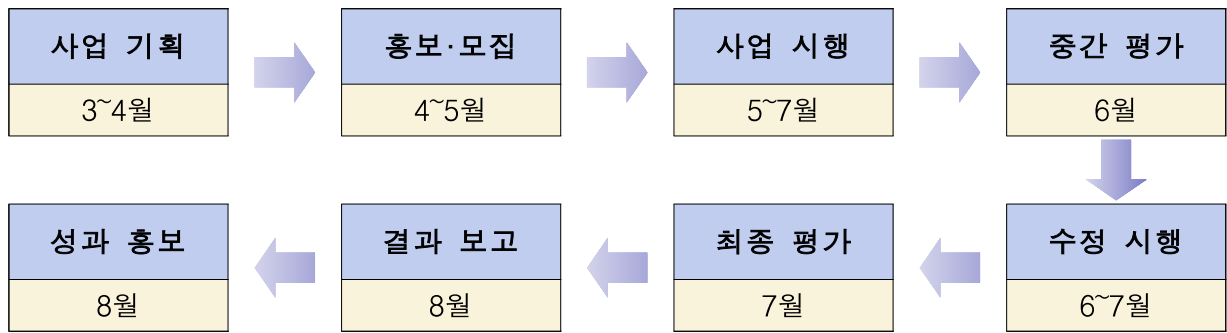 사업 기획
3~4월
홍보·모집
4~5월
사업 시행
5~7월
중간 평가
6월
수정 시행
6~7월
최종 평가
7월
결과 보고
8월
성과 홍보
8월